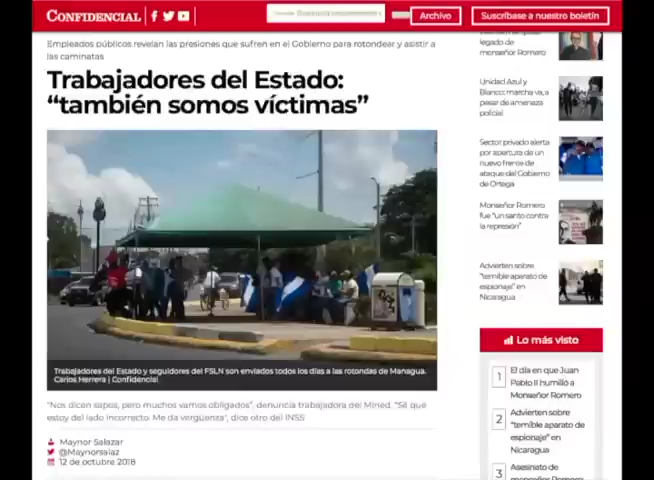 CONFIDENCIAL
Archivo
Suscríbase a nuestro boletín
Empleados públicos revelan las presiones que sufren en el Gobierno para rotondear y asistir a
las caminatas
Trabajadores del Estado:
“también somos víctimas”
Trabajadores del Estado y seguidores del FSLN son enviados todos los días a las rotondas de Managua.
Carlos Herrera | Confidencial
"Nos dicen sapos, pero muchos vamos obligados", denuncia trabajadora del Mined. "Sé que
estoy del lado incorrecto. Me da vergüenza", dice otro del INSS
Maynor Salazar
@Maynorsalaz
12 de octubre 2018
legado de
monseñor Romero
Unidad Azul y
Blanco: marcha va, a
pesar de amenaza
policial
Sector privado alerta
por apertura de un
nuevo frente de
ataque del Gobierno
de Ortega
Monseñor Romero
fue "un santo contra
la represión"
Advierten sobre
"terrible aparato de
espionaje" en
Nicaragua
Lo más visto
1
El día en que Juan
Pablo II humilló a
Monseñor Romero
2
Advierten sobre
"terrible aparato de
espionaje" en
Nicaragua
3
Asesinato de
monseñor Romero